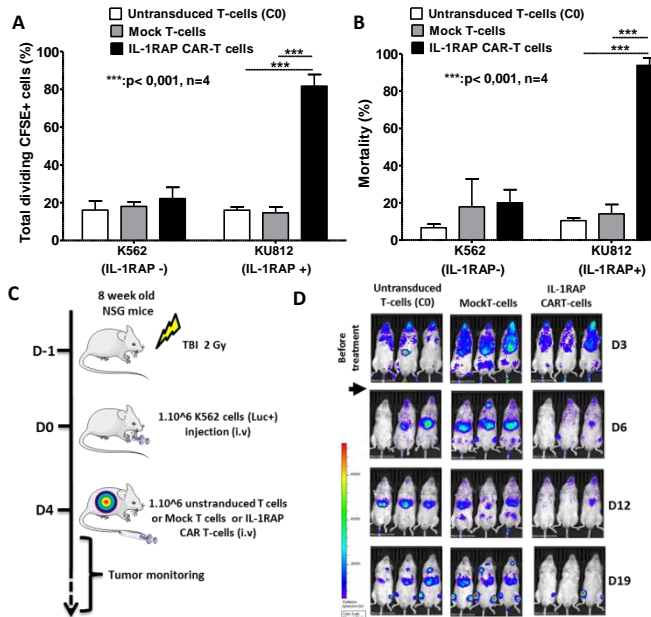 A
Untransduced T-cells (C0)
Mock T-cells
IL-1RAP CAR-T cells
Total dividing CFSE+ cells (%)
100
80
60
40
20
0
***:p< 0,001, n=4
***
***
K562
(IL-1RAP -)
KU812
(IL-1RAP +)
B
Untransduced T-cells (C0)
Mock T-cells
IL-1RAP CAR-T cells
Mortality (%)
100
80
60
40
20
0
***:p< 0,001, n=4
***
***
K562
(IL-1RAP-)
KU812
(IL-1RAP+)
C
8 week old
NSG mice
D-1
TBI 2 Gy
D0
1.10^6 K562 cells (Luc+)
injection (i.v)
D4
1.10^6 unstranduced T cells
or Mock T cells or IL-1RAP
CAR T-cells (i.v)
Tumor monitoring
D
Untransduced
T-cells (C0)
MockT-cells
IL-1RAP
CART-cells
Before
treatment
D3
D6
D12
D19